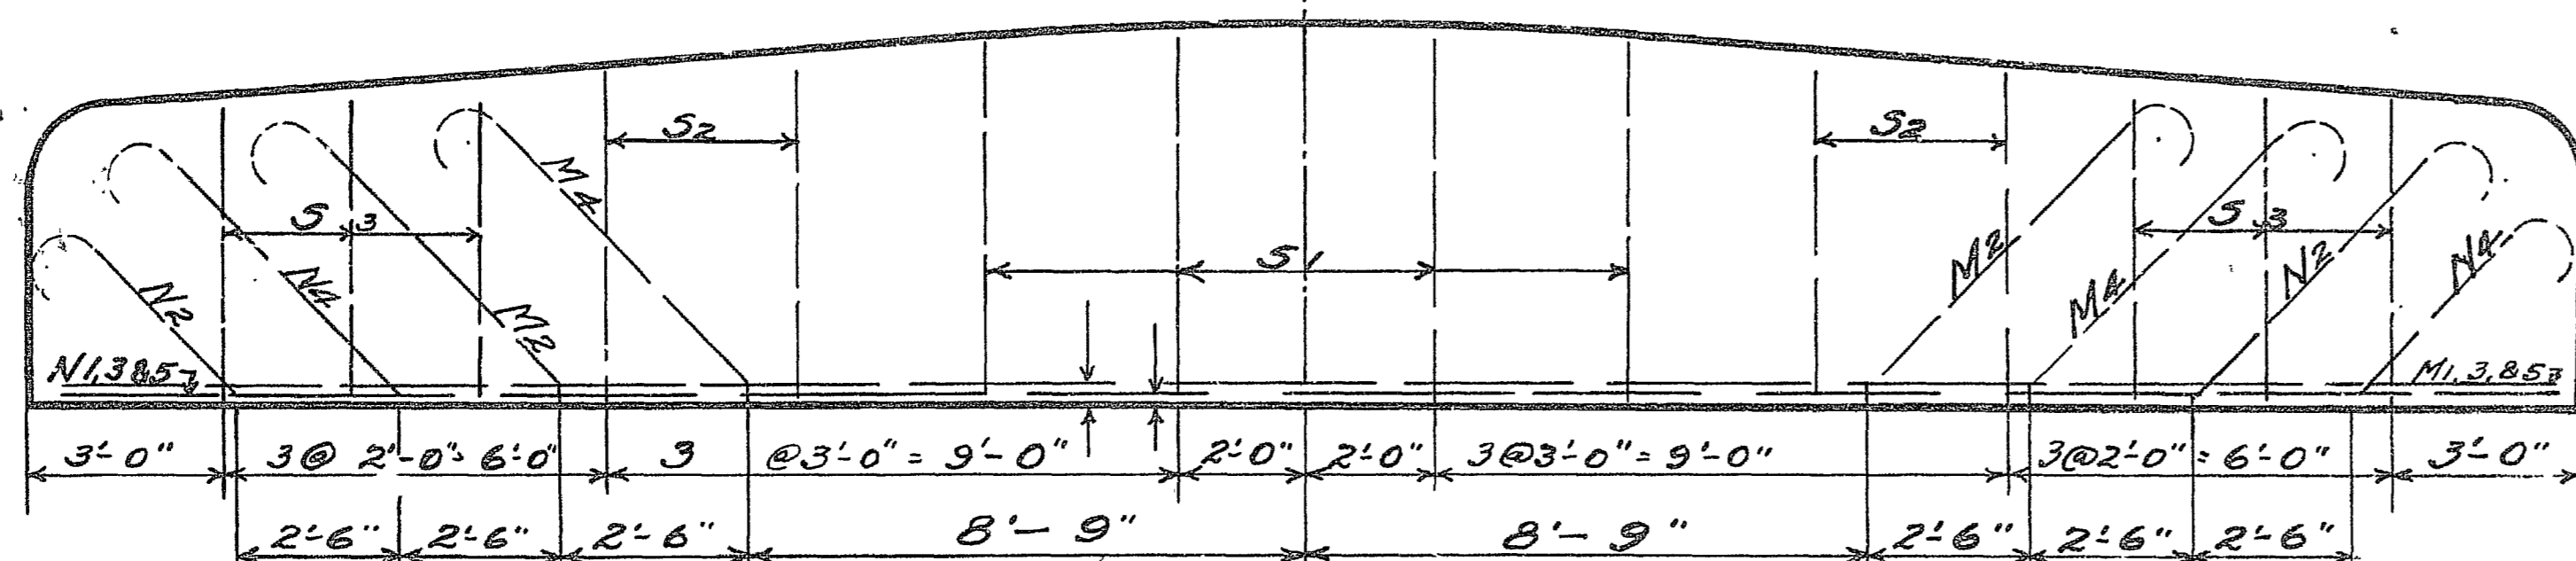 S2 S2
M4
S 3 S1 S 3
N2 N4 M2 M2 M4 N2 N4
N1,3&5 M1,3,&5
3'-0" 3@ 2'-0"= 6'-0" 3 @3'-0" = 9'-0" 2'-0" 2'-0" 3@3'-0" = 9'-0" 3@2'-0" = 6'-0" 3'-0"
2'-6" 2'-6" 2'-6" 8'-9" 8'-9" 2'-6" 2'-6" 2'-6"